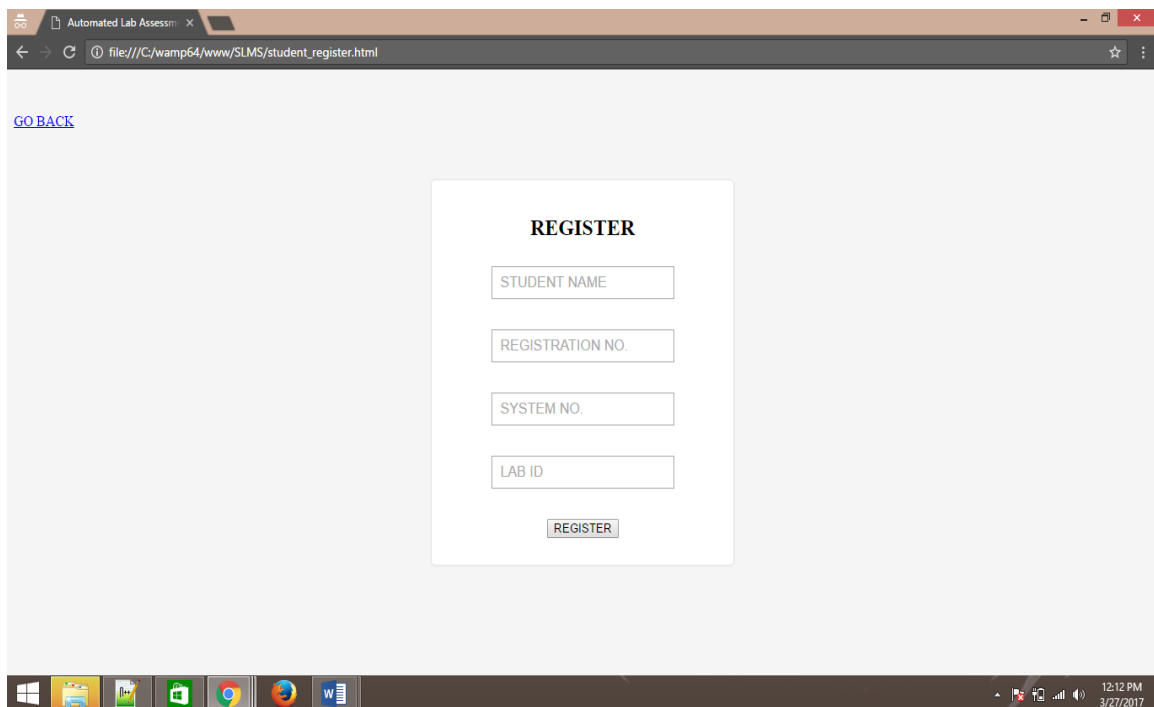 Automated Lab Assessm
file:///C:/wamp64/www/SLMS/student_register.html
GO BACK
REGISTER
STUDENT NAME
REGISTRATION NO.
SYSTEM NO.
LAB ID
REGISTER
12:12 PM
3/27/2017